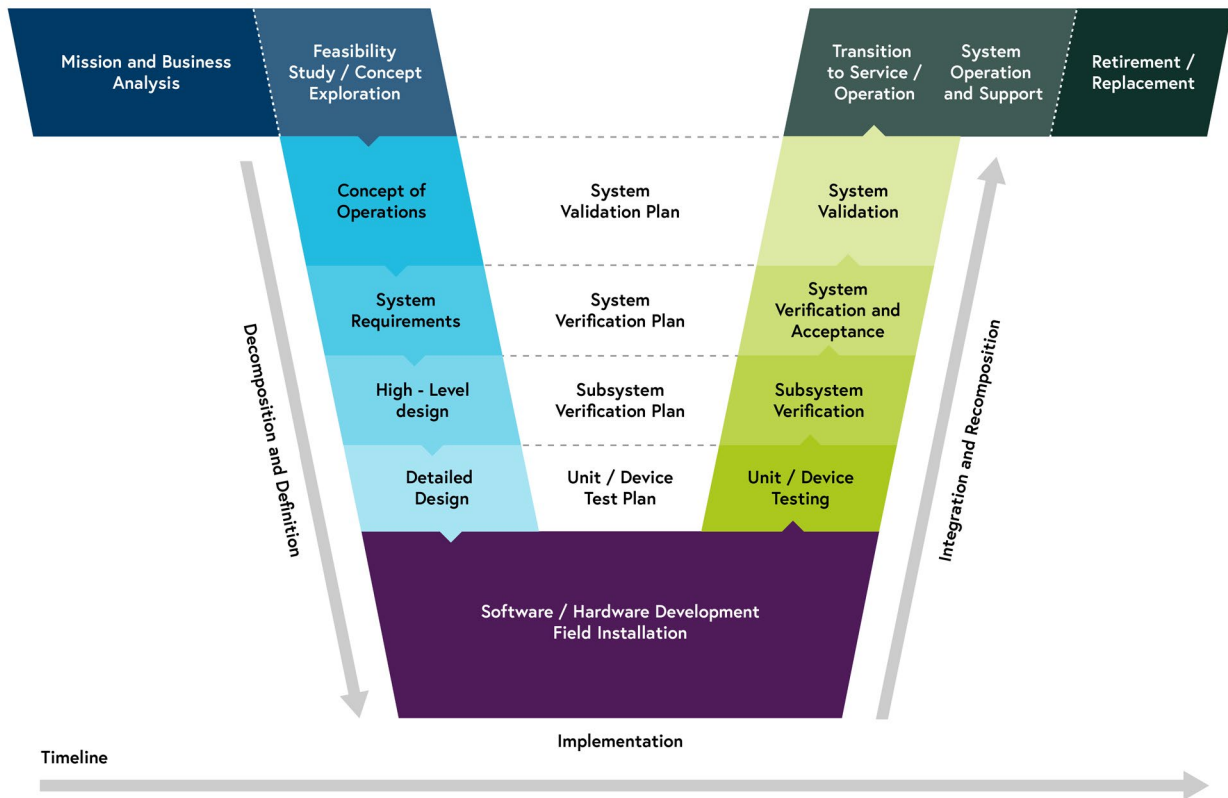 Mission and Business
Analysis
Feasibility
Study / Concept
Exploration
Transition
to Service /
Operation
System
Operation
and Support
Retirement /
Replacement
Concept of
Operations
System
Validation Plan
System
Validation
System
Requirements
System
Verification Plan
System
Verification and
Acceptance
High - Level
design
Subsystem
Verification Plan
Subsystem
Verification
Detailed
Design
Unit / Device
Test Plan
Unit / Device
Testing
Decomposition and Definition
Integration and Recomposition
Software / Hardware Development
Field Installation
Implementation
Timeline